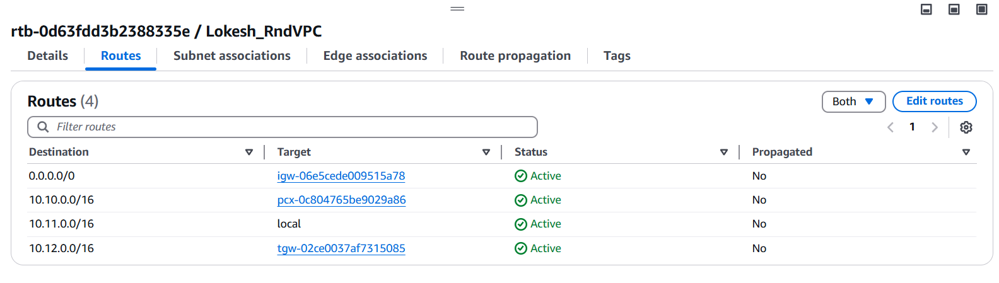 rtb-0d63fdd3b2388335e / Lokesh_RndVPC
Details Routes Subnet associations Edge associations Route propagation Tags
Routes (4) Both Edit routes
Filter routes 1
Destination Target Status Propagated
0.0.0.0/0 igw-06e5cede009515a78 Active No
10.10.0.0/16 pcx-0c804765be9029a86 Active No
10.11.0.0/16 local Active No
10.12.0.0/16 tgw-02ce0037af7315085 Active No